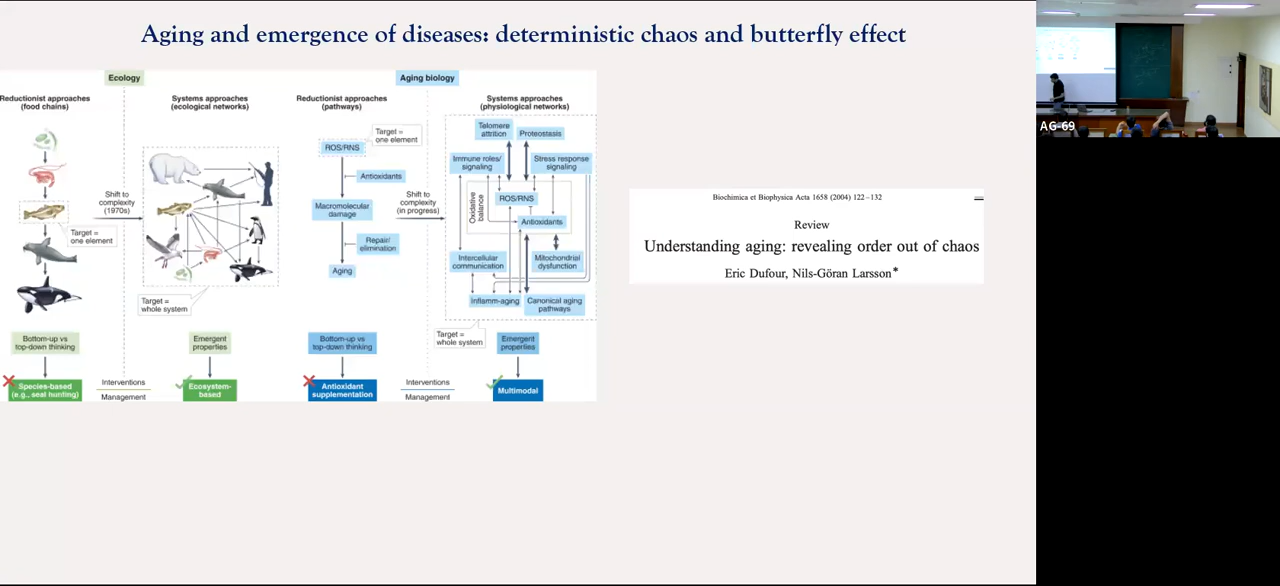 Aging and emergence of diseases: deterministic chaos and butterfly effect
Ecology
Reductionist approaches
(food chains)
Systems approaches
(ecological networks)
Target =
one element
Shift to
complexity
(1970s)
Target =
whole system
Bottom-up vs
top-down thinking
Emergent
properties
Species-based
(e.g., seal hunting)
Interventions
Management
Ecosystem-
based
Aging biology
Reductionist approaches
(pathways)
Systems approaches
(physiological networks)
Target =
one element
ROS/RNS
Antioxidants
Macromolecular
damage
Repair/
elimination
Aging
Shift to
complexity
(in progress)
Telomere
attrition
Proteostasis
Immune roles/
signaling
Stress response
signaling
Oxidative
balance
ROS/RNS
Antioxidants
Intercellular
communication
Mitochondrial
dysfunction
Inflamm-aging
Canonical aging
pathways
Target =
whole system
Bottom-up vs
top-down thinking
Emergent
properties
Antioxidant
supplementation
Interventions
Management
Multimodal
Biochimica et Biophysica Acta 1658 (2004) 122–132
Review
Understanding aging: revealing order out of chaos
Eric Dufour, Nils-Göran Larsson*
AG-69